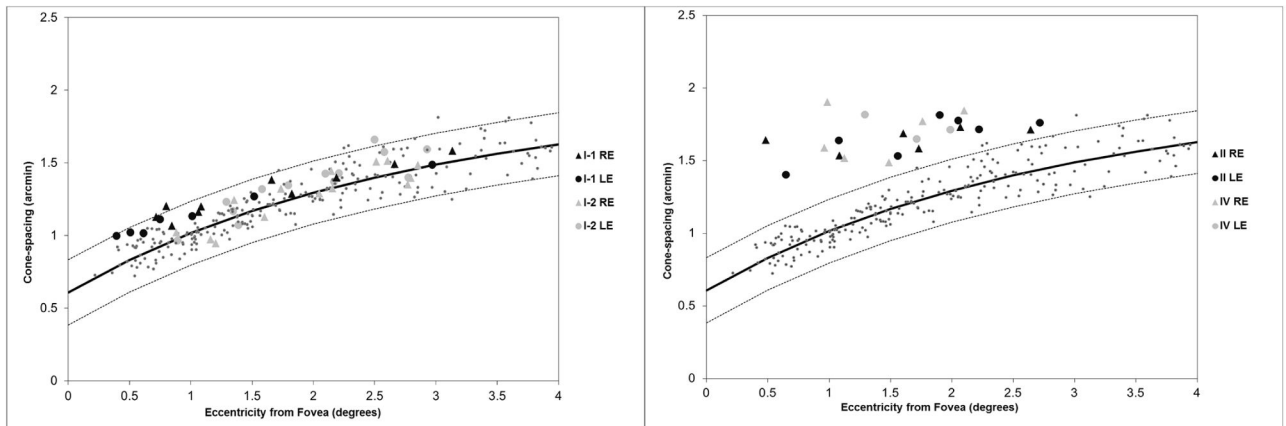 2.5
2
1.5
1
0.5
0
Cone-spacing (arcmin)
0 0.5 1 1.5 2 2.5 3 3.5 4
Eccentricity from Fovea (degrees)
I-1 RE
I-1 LE
I-2 RE
I-2 LE
2.5
2
1.5
1
0.5
0
Cone-spacing (arcmin)
0 0.5 1 1.5 2 2.5 3 3.5 4
Eccentricity from Fovea (degrees)
II RE
II LE
IV RE
IV LE